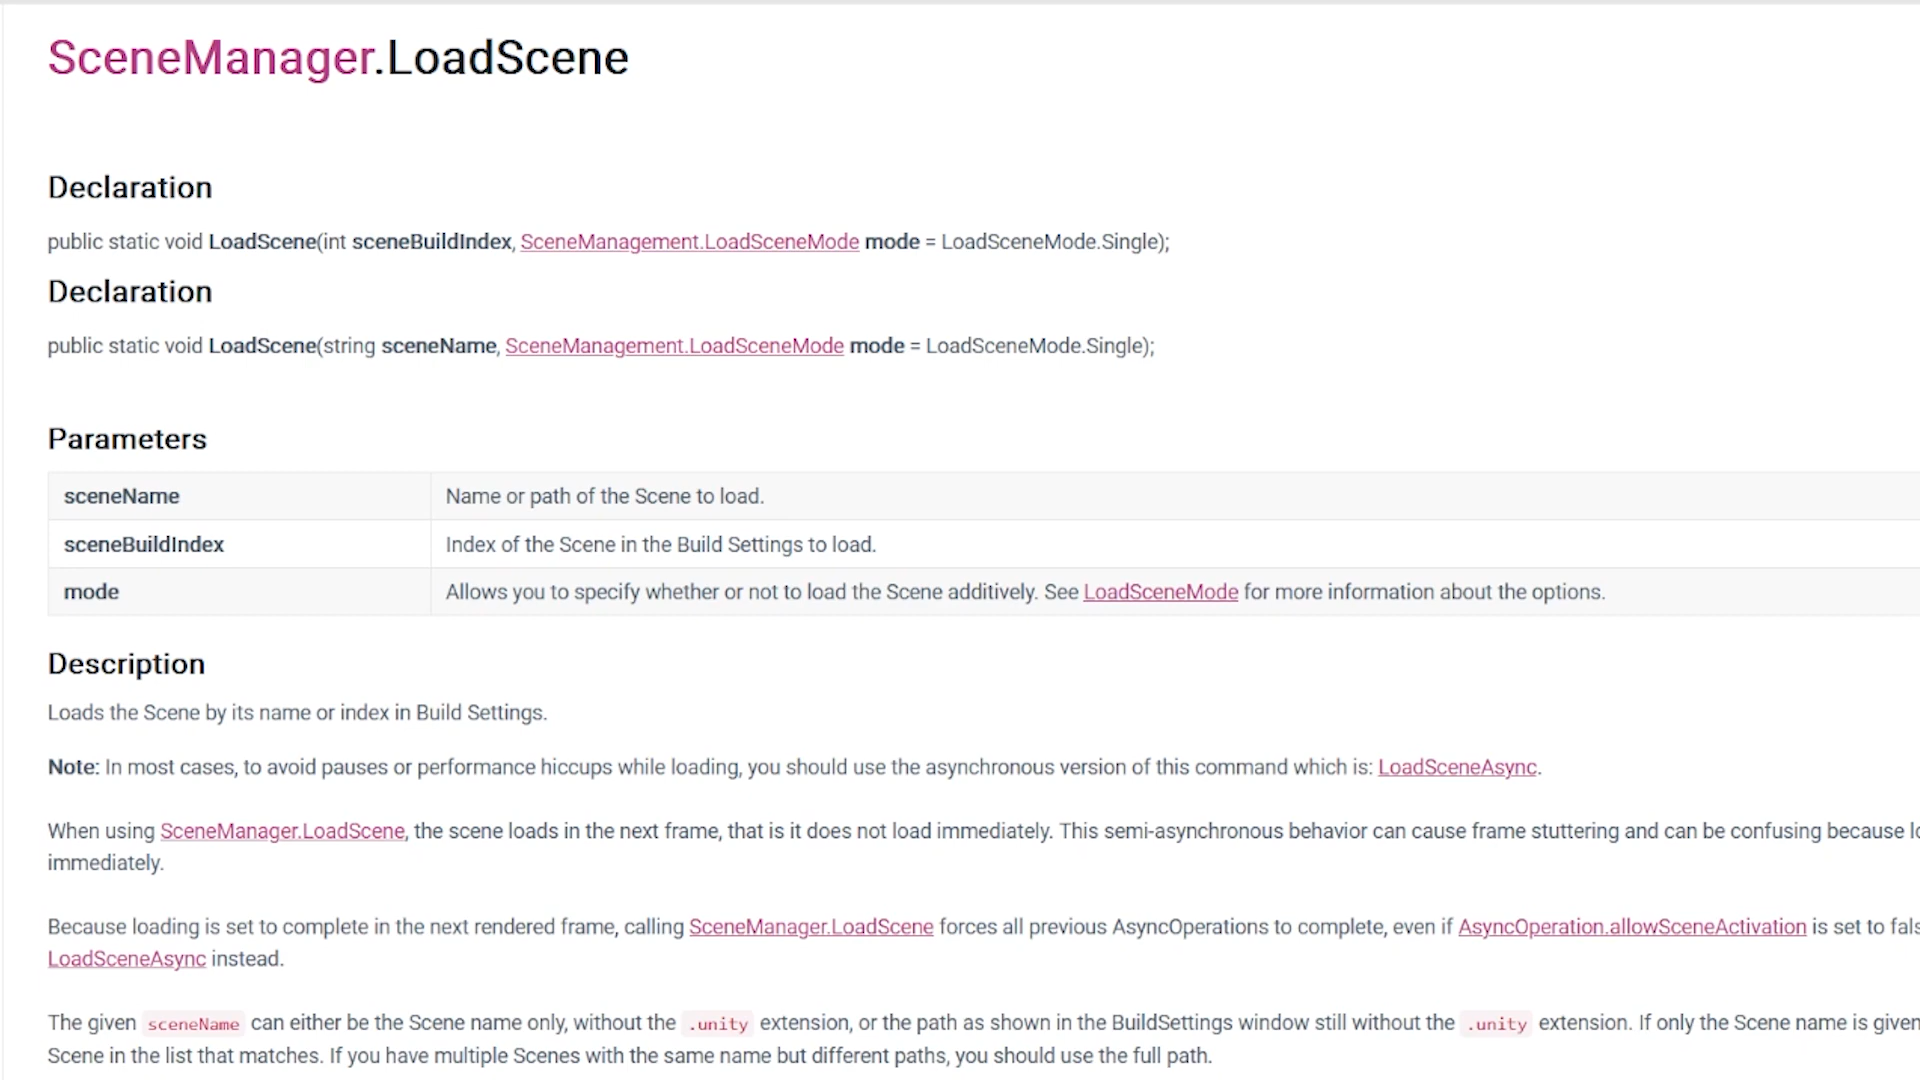 SceneManager.LoadScene
Declaration
public static void LoadScene(int sceneBuildIndex, SceneManagement.LoadSceneMode mode = LoadSceneMode.Single);
Declaration
public static void LoadScene(string sceneName, SceneManagement.LoadSceneMode mode = LoadSceneMode.Single);
Parameters
sceneName Name or path of the Scene to load.
sceneBuildIndex Index of the Scene in the Build Settings to load.
mode Allows you to specify whether or not to load the Scene additively. See LoadSceneMode for more information about the options.
Description
Loads the Scene by its name or index in Build Settings.
Note: In most cases, to avoid pauses or performance hiccups while loading, you should use the asynchronous version of this command which is: LoadSceneAsync.
When using SceneManager.LoadScene, the scene loads in the next frame, that is it does not load immediately. This semi-asynchronous behavior can cause frame stuttering and can be confusing because
immediately.
Because loading is set to complete in the next rendered frame, calling SceneManager.LoadScene forces all previous AsyncOperations to complete, even if AsyncOperation.allowSceneActivation is set to
LoadSceneAsync instead.
The given sceneName can either be the Scene name only, without the .unity extension, or the path as shown in the BuildSettings window still without the .unity extension. If only the Scene name is given
Scene in the list that matches. If you have multiple Scenes with the same name but different paths, you should use the full path.